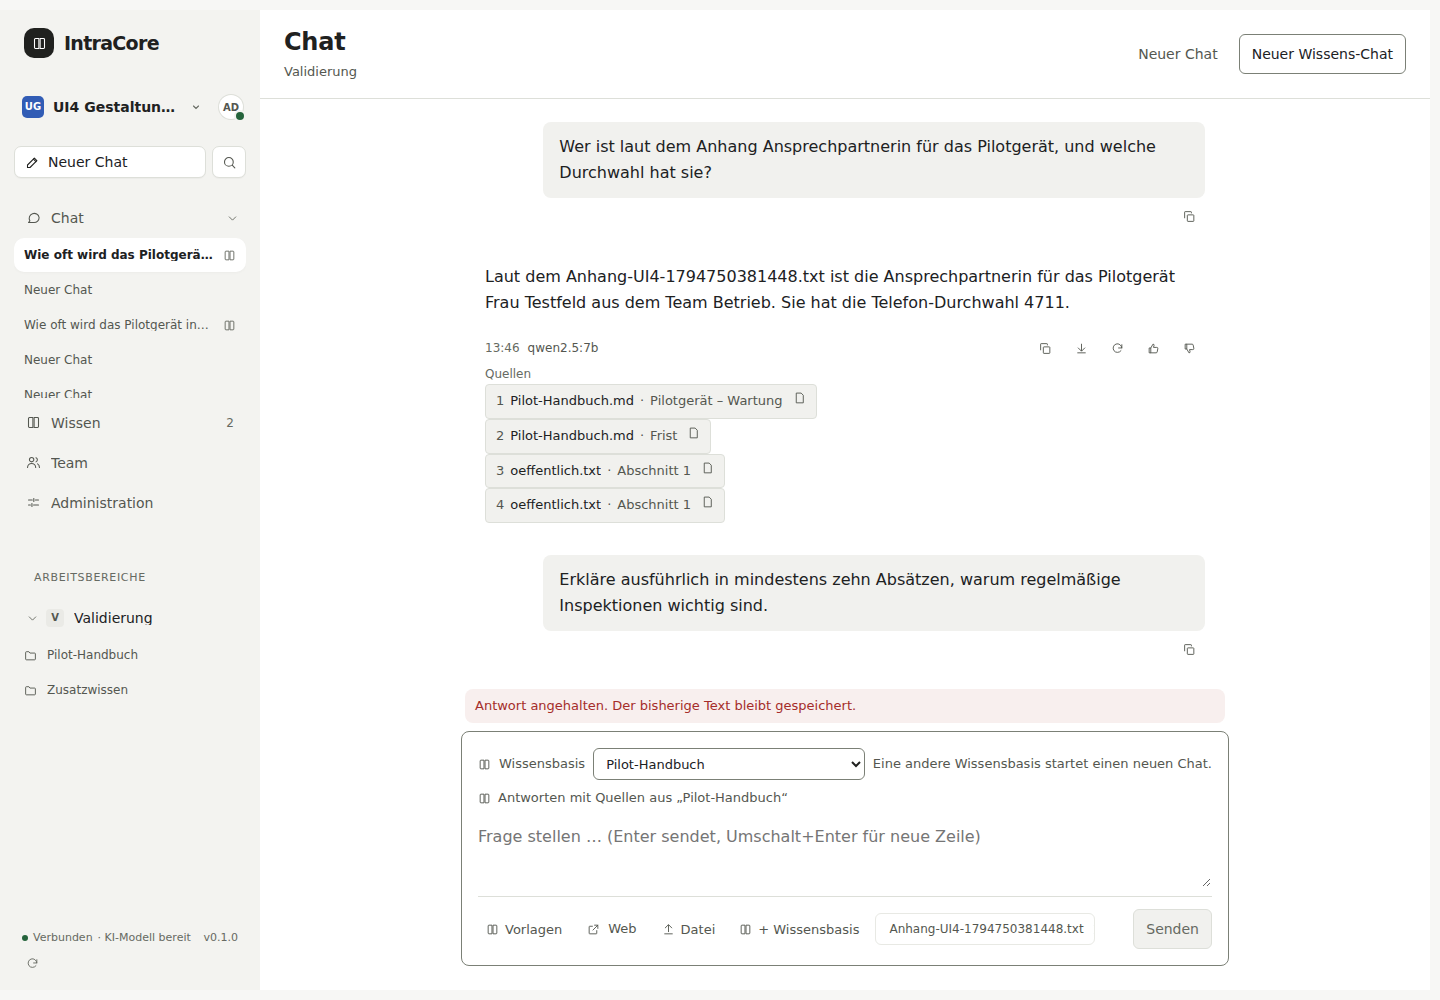 IntraCore
UG UI4 Gestaltun... AD
Neuer Chat
Chat
Wie oft wird das Pilotgerä...
Neuer Chat
Wie oft wird das Pilotgerät in...
Neuer Chat
Neuer Chat
Wissen 2
Team
Administration
ARBEITSBEREICHE
V Validierung
Pilot-Handbuch
Zusatzwissen
Verbunden · KI-Modell bereit v0.1.0
Chat
Validierung
Neuer Chat
Neuer Wissens-Chat
Wer ist laut dem Anhang Ansprechpartnerin für das Pilotgerät, und welche
Durchwahl hat sie?
Laut dem Anhang-UI4-1794750381448.txt ist die Ansprechpartnerin für das Pilotgerät
Frau Testfeld aus dem Team Betrieb. Sie hat die Telefon-Durchwahl 4711.
13:46 qwen2.5:7b
Quellen
1 Pilot-Handbuch.md · Pilotgerät – Wartung
2 Pilot-Handbuch.md · Frist
3 oeffentlich.txt · Abschnitt 1
4 oeffentlich.txt · Abschnitt 1
Erkläre ausführlich in mindestens zehn Absätzen, warum regelmäßige
Inspektionen wichtig sind.
Antwort angehalten. Der bisherige Text bleibt gespeichert.
Wissensbasis Pilot-Handbuch Eine andere Wissensbasis startet einen neuen Chat.
Antworten mit Quellen aus „Pilot-Handbuch“
Frage stellen … (Enter sendet, Umschalt+Enter für neue Zeile)
Vorlagen Web Datei + Wissensbasis Anhang-UI4-1794750381448.txt Senden